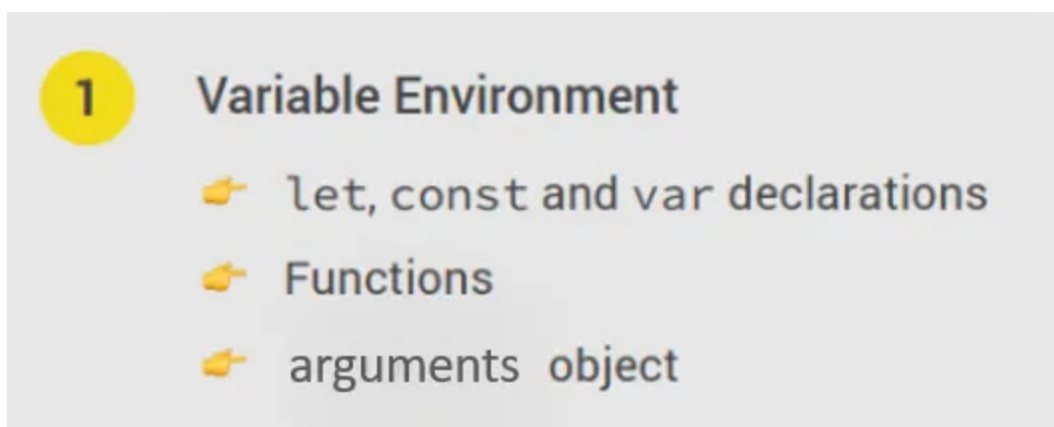 1 Variable Environment
let, const and var declarations
Functions
arguments object